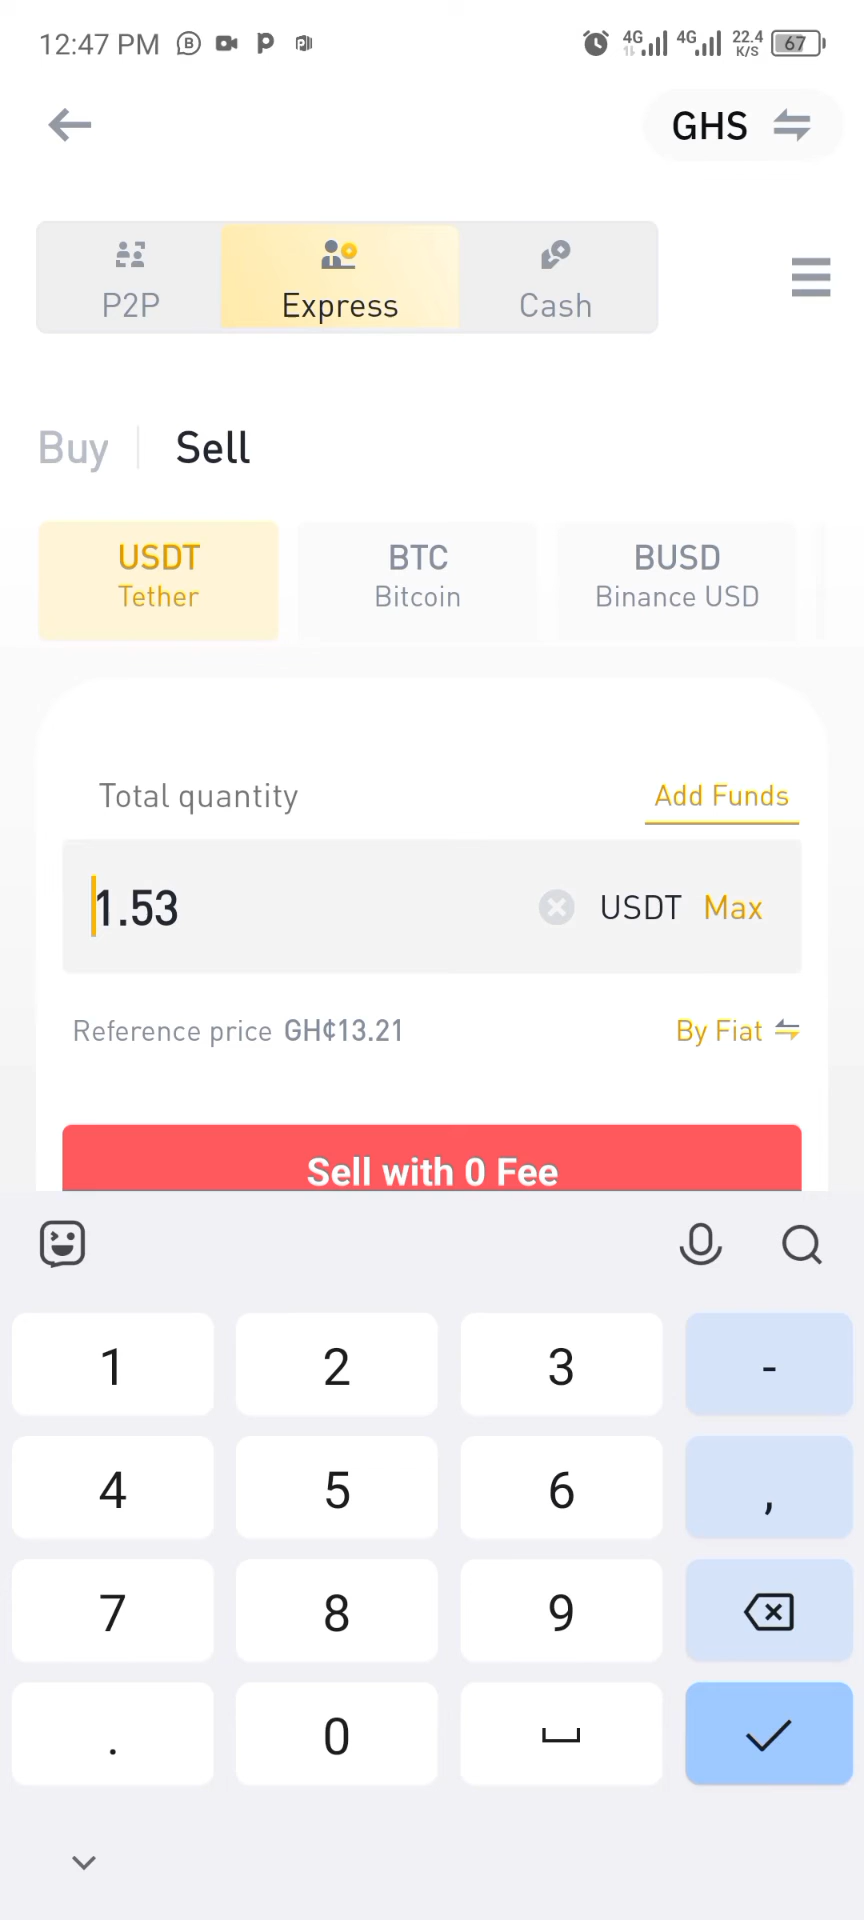 12:47 PM
4G 4G 22.4 K/S 67
GHS
P2P Express Cash
Buy Sell
USDT BTC BUSD
Tether Bitcoin Binance USD
Total quantity Add Funds
1.53 USDT Max
Reference price GH¢13.21 By Fiat
Sell with 0 Fee
1 2 3 -
4 5 6 ,
7 8 9
. 0